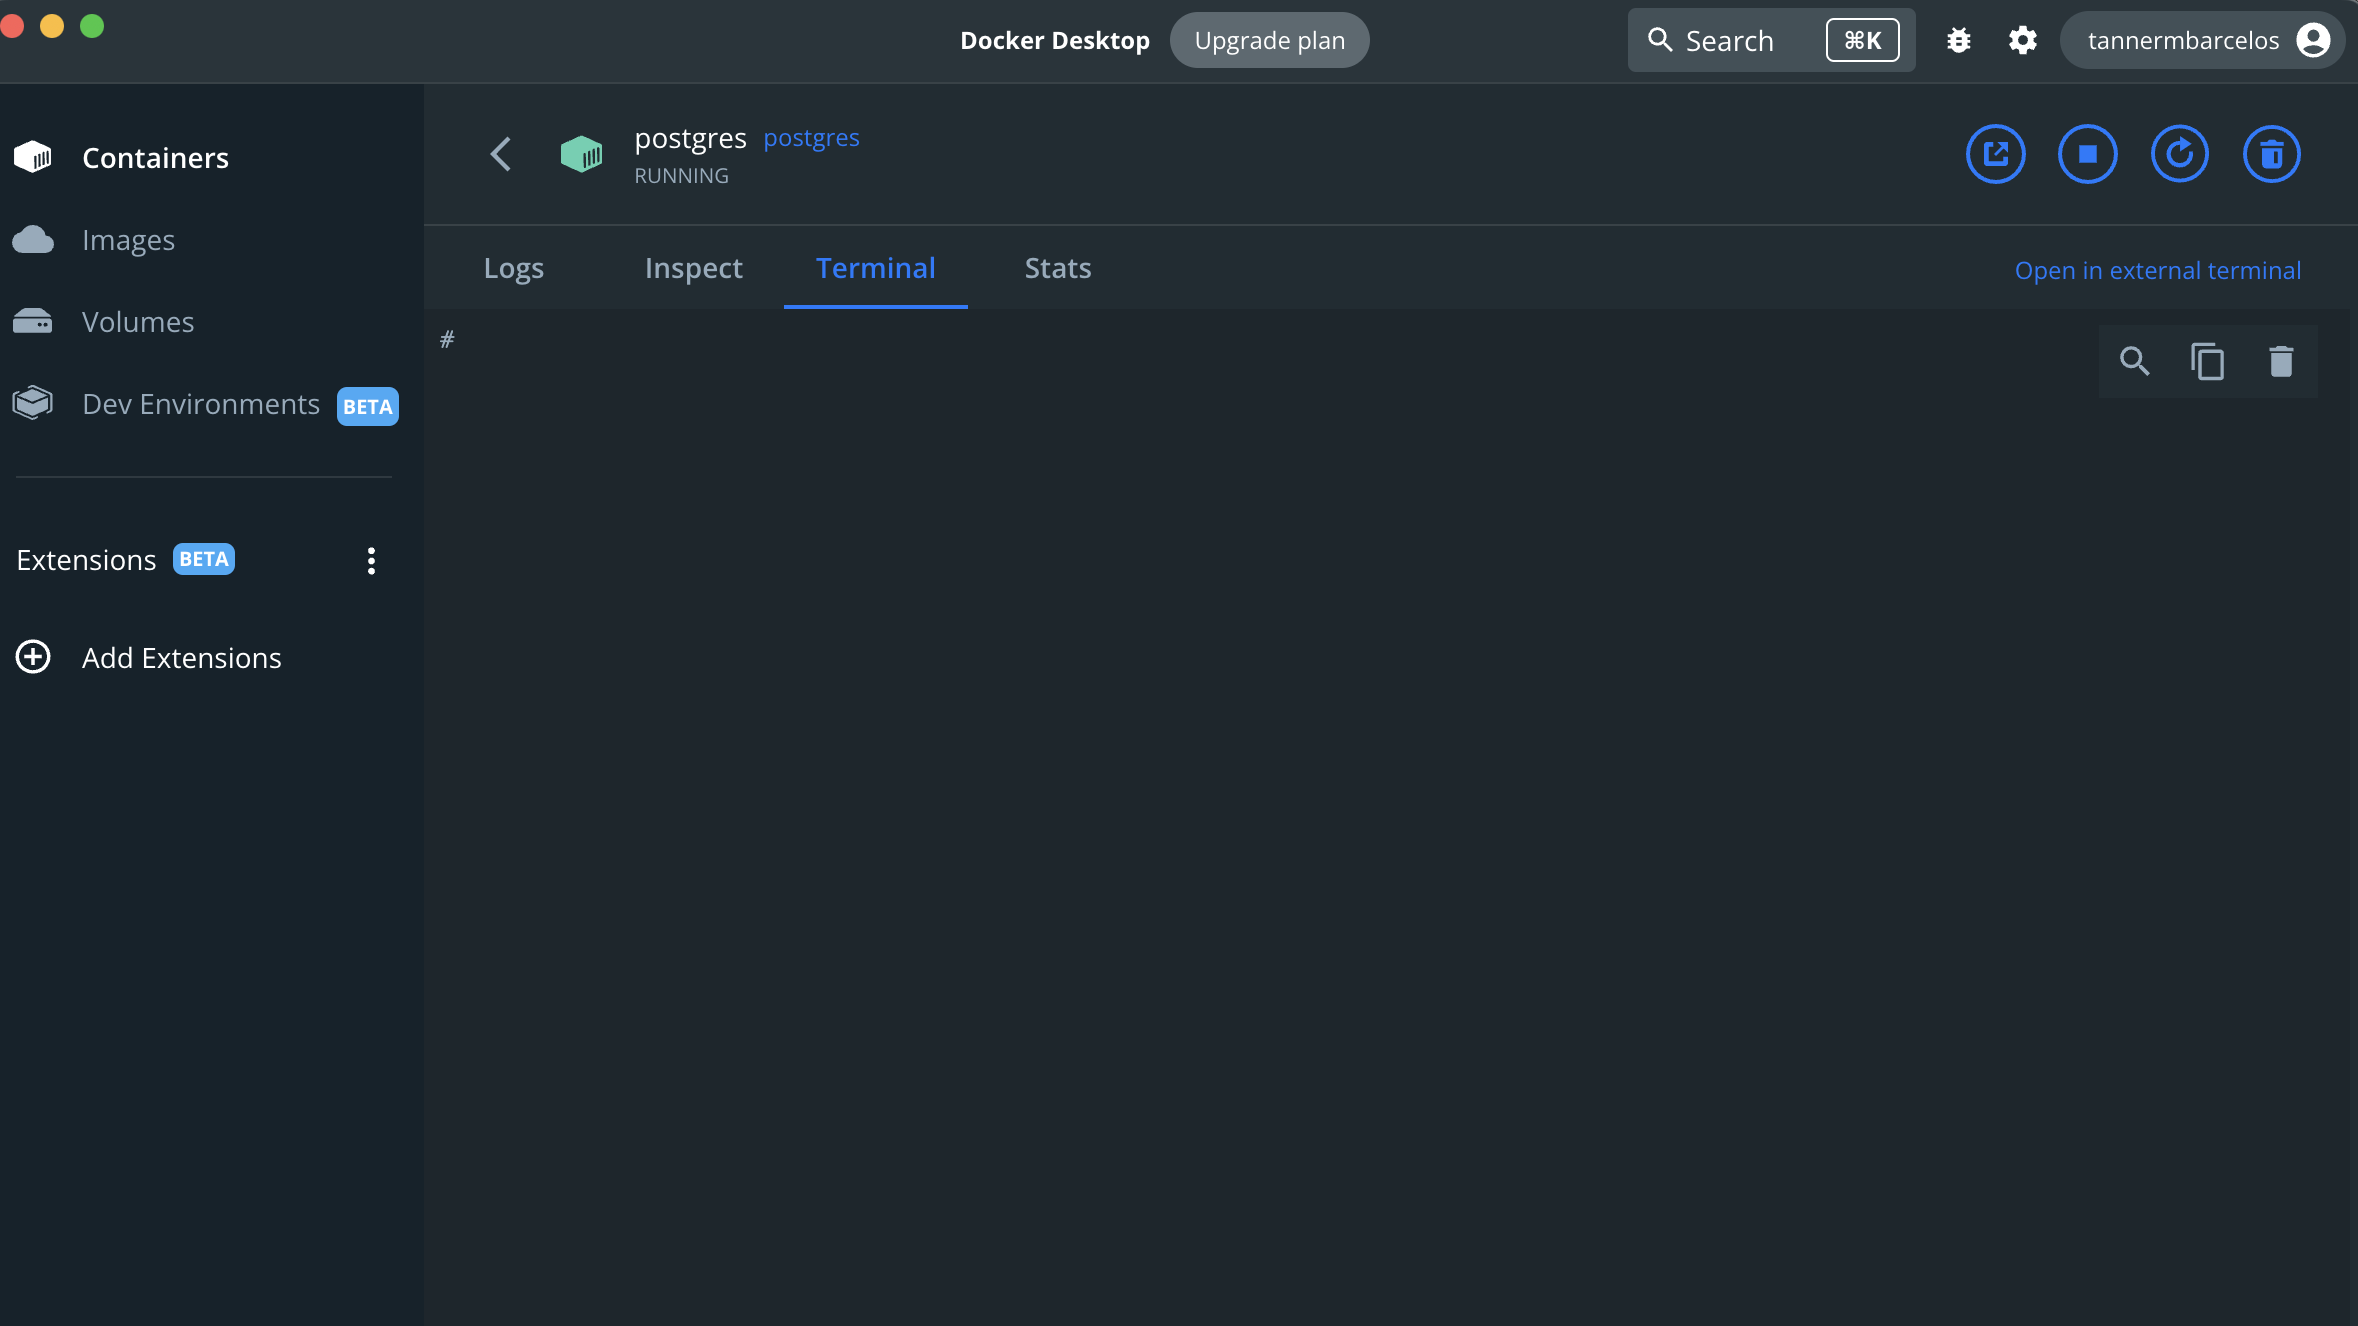 Docker Desktop Upgrade plan
Search ⌘K
tannermbarcelos
Containers
Images
Volumes
Dev Environments BETA
Extensions BETA
Add Extensions
postgres postgres
RUNNING
Logs Inspect Terminal Stats
Open in external terminal
#